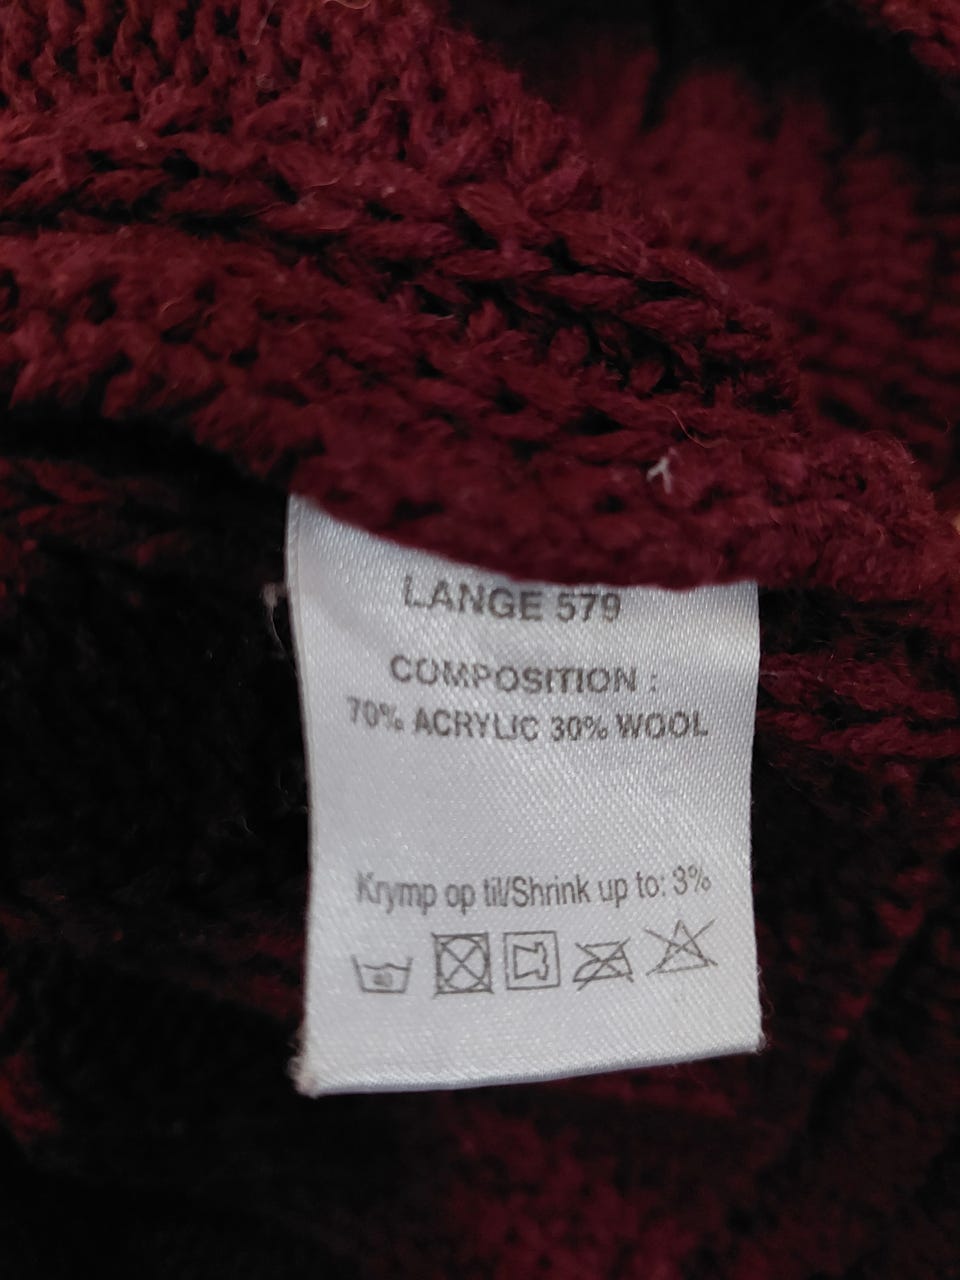 LANGE 579
COMPOSITION :
70% ACRYLIC 30% WOOL
Krymp op til/Shrink up to: 3%